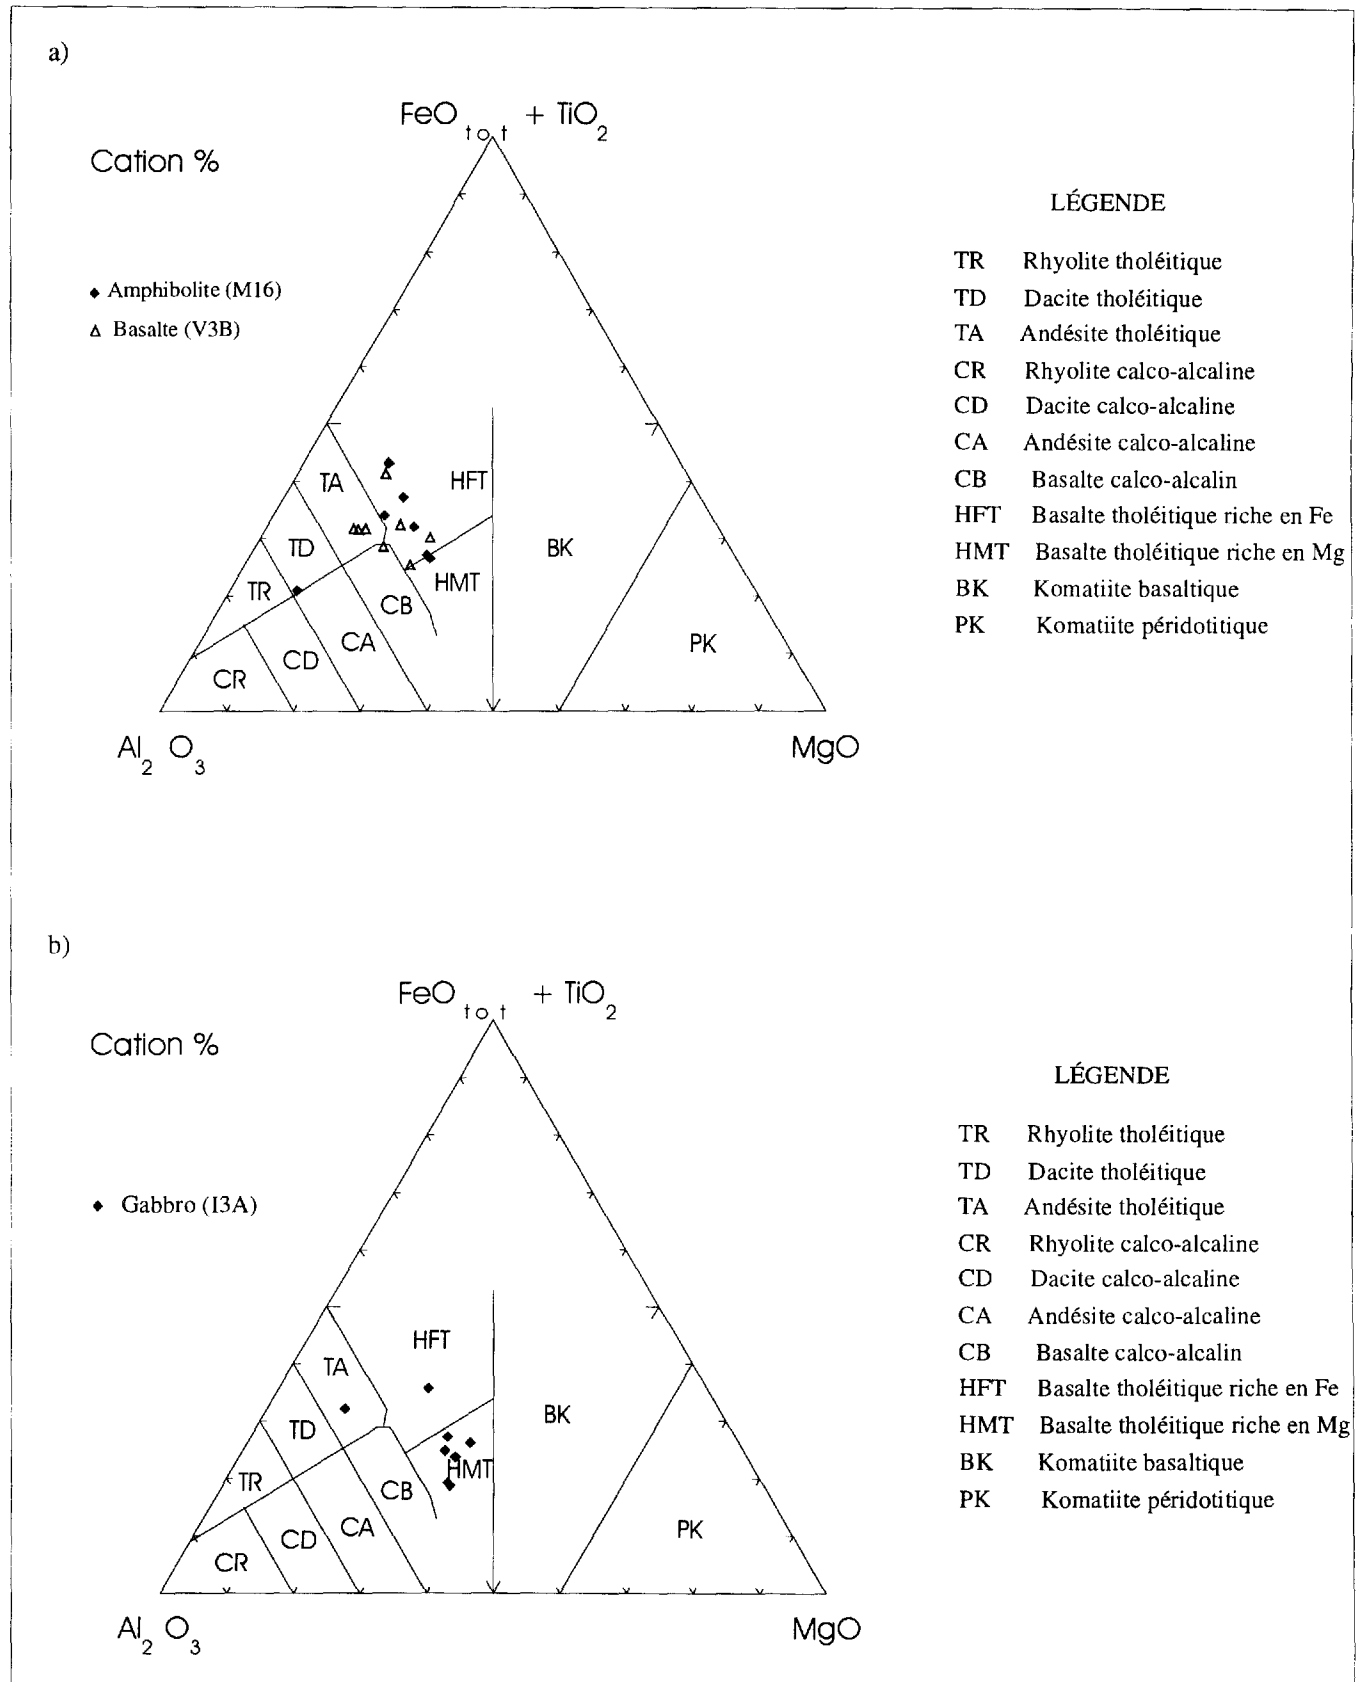 a)
FeO tot + TiO2
Cation %
LÉGENDE
Amphibolite (M16)
Basalte (V3B)
TR Rhyolite tholéitique
TD Dacite tholéitique
TA Andésite tholéitique
CR Rhyolite calco-alcaline
CD Dacite calco-alcaline
CA Andésite calco-alcaline
CB Basalte calco-alcalin
HFT Basalte tholéitique riche en Fe
HMT Basalte tholéitique riche en Mg
BK Komatiite basaltique
PK Komatiite péridotitique
TA
HFT
TD
BK
TR
HMT
CB
CA
PK
CD
CR
Al2 O3
MgO
b)
FeO tot + TiO2
Cation %
LÉGENDE
Gabbro (I3A)
TR Rhyolite tholéitique
TD Dacite tholéitique
TA Andésite tholéitique
CR Rhyolite calco-alcaline
CD Dacite calco-alcaline
CA Andésite calco-alcaline
CB Basalte calco-alcalin
HFT Basalte tholéitique riche en Fe
HMT Basalte tholéitique riche en Mg
BK Komatiite basaltique
PK Komatiite péridotitique
HFT
TA
BK
TD
HMT
TR
CB
CA
PK
CD
CR
Al2 O3
MgO